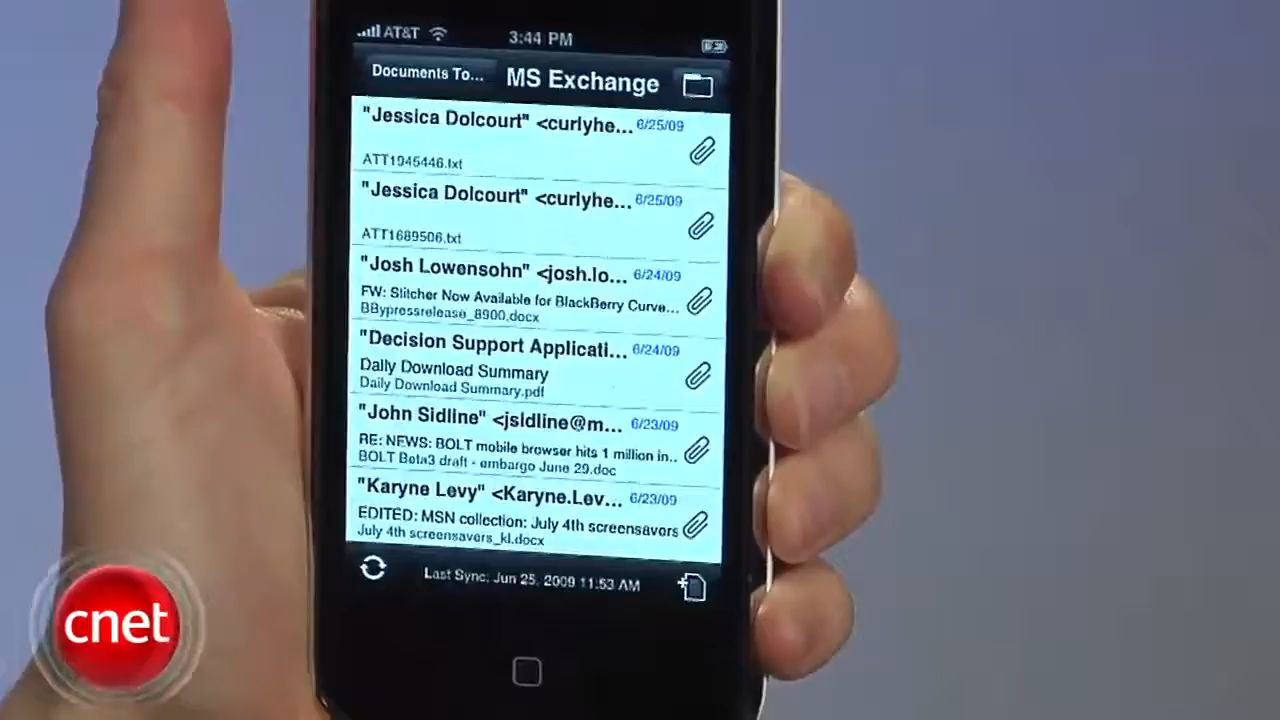 AT&T 3:44 PM
Documents To... MS Exchange
"Jessica Dolcourt" <curlyhe... 6/25/09
ATT1945446.txt
"Jessica Dolcourt" <curlyhe... 6/25/09
ATT1689506.txt
"Josh Lowensohn" <josh.lo... 6/24/09
FW: Slitcher Now Available for BlackBerry Curve...
BBypressrelease_8900.docx
"Decision Support Applicati... 6/24/09
Daily Download Summary
Daily Download Summary.pdf
"John Sidline" <jsidline@m... 6/23/09
RE: NEWS: BOLT mobile browser hits 1 million in..
BOLT Beta3 draft - embargo June 29.doc
"Karyne Levy" <Karyne.Lev... 6/23/09
EDITED: MSN collection: July 4th screensavors
July 4th screensavers_kl.docx
Last Sync: Jun 25, 2009 11:53 AM
cnet